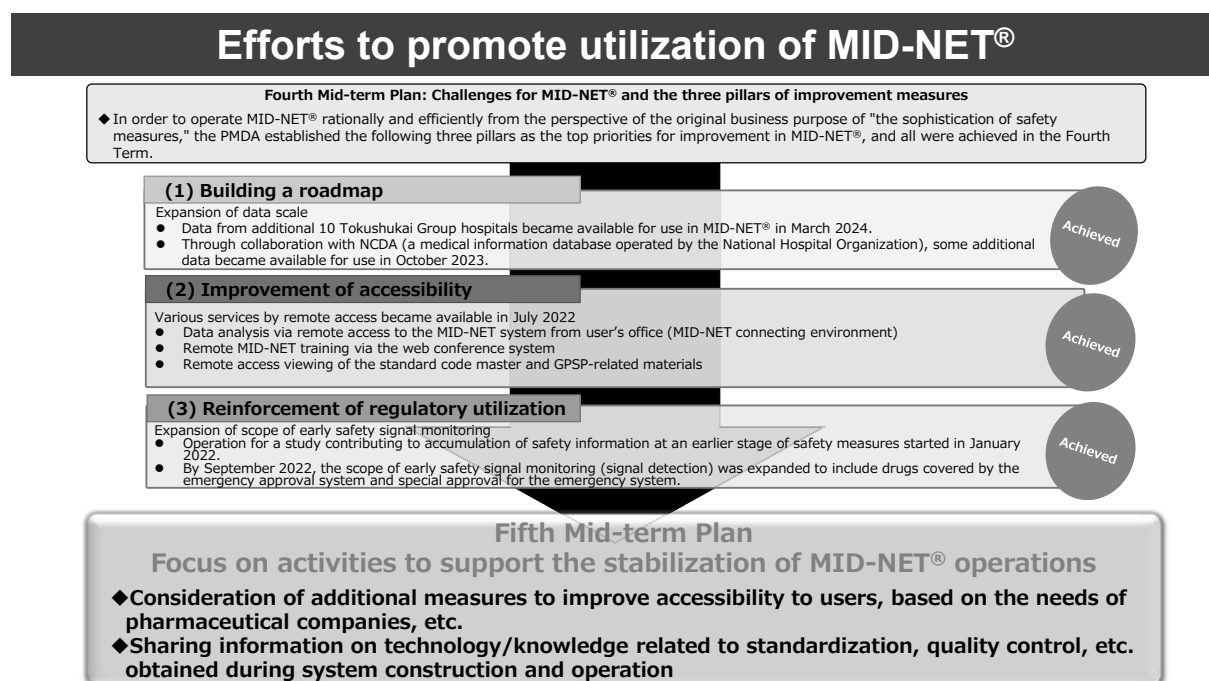 Efforts to promote utilization of MID-NET®
Fourth Mid-term Plan: Challenges for MID-NET® and the three pillars of improvement measures
◆In order to operate MID-NET® rationally and efficiently from the perspective of the original business purpose of "the sophistication of safety
measures," the PMDA established the following three pillars as the top priorities for improvement in MID-NET®, and all were achieved in the Fourth
Term.
(1) Building a roadmap
Expansion of data scale
● Data from additional 10 Tokushukai Group hospitals became available for use in MID-NET® in March 2024.
● Through collaboration with NCDA (a medical information database operated by the National Hospital Organization), some additional
data became available for use in October 2023.
Achieved
(2) Improvement of accessibility
Various services by remote access became available in July 2022
● Data analysis via remote access to the MID-NET system from user's office (MID-NET connecting environment)
● Remote MID-NET training via the web conference system
● Remote access viewing of the standard code master and GPSP-related materials
Achieved
(3) Reinforcement of regulatory utilization
Expansion of scope of early safety signal monitoring
● Operation for a study contributing to accumulation of safety information at an earlier stage of safety measures started in January
2022.
● By September 2022, the scope of early safety signal monitoring (signal detection) was expanded to include drugs covered by the
emergency approval system and special approval for the emergency system.
Achieved
Fifth Mid-term Plan
Focus on activities to support the stabilization of MID-NET® operations
◆Consideration of additional measures to improve accessibility to users, based on the needs of
pharmaceutical companies, etc.
◆Sharing information on technology/knowledge related to standardization, quality control, etc.
obtained during system construction and operation